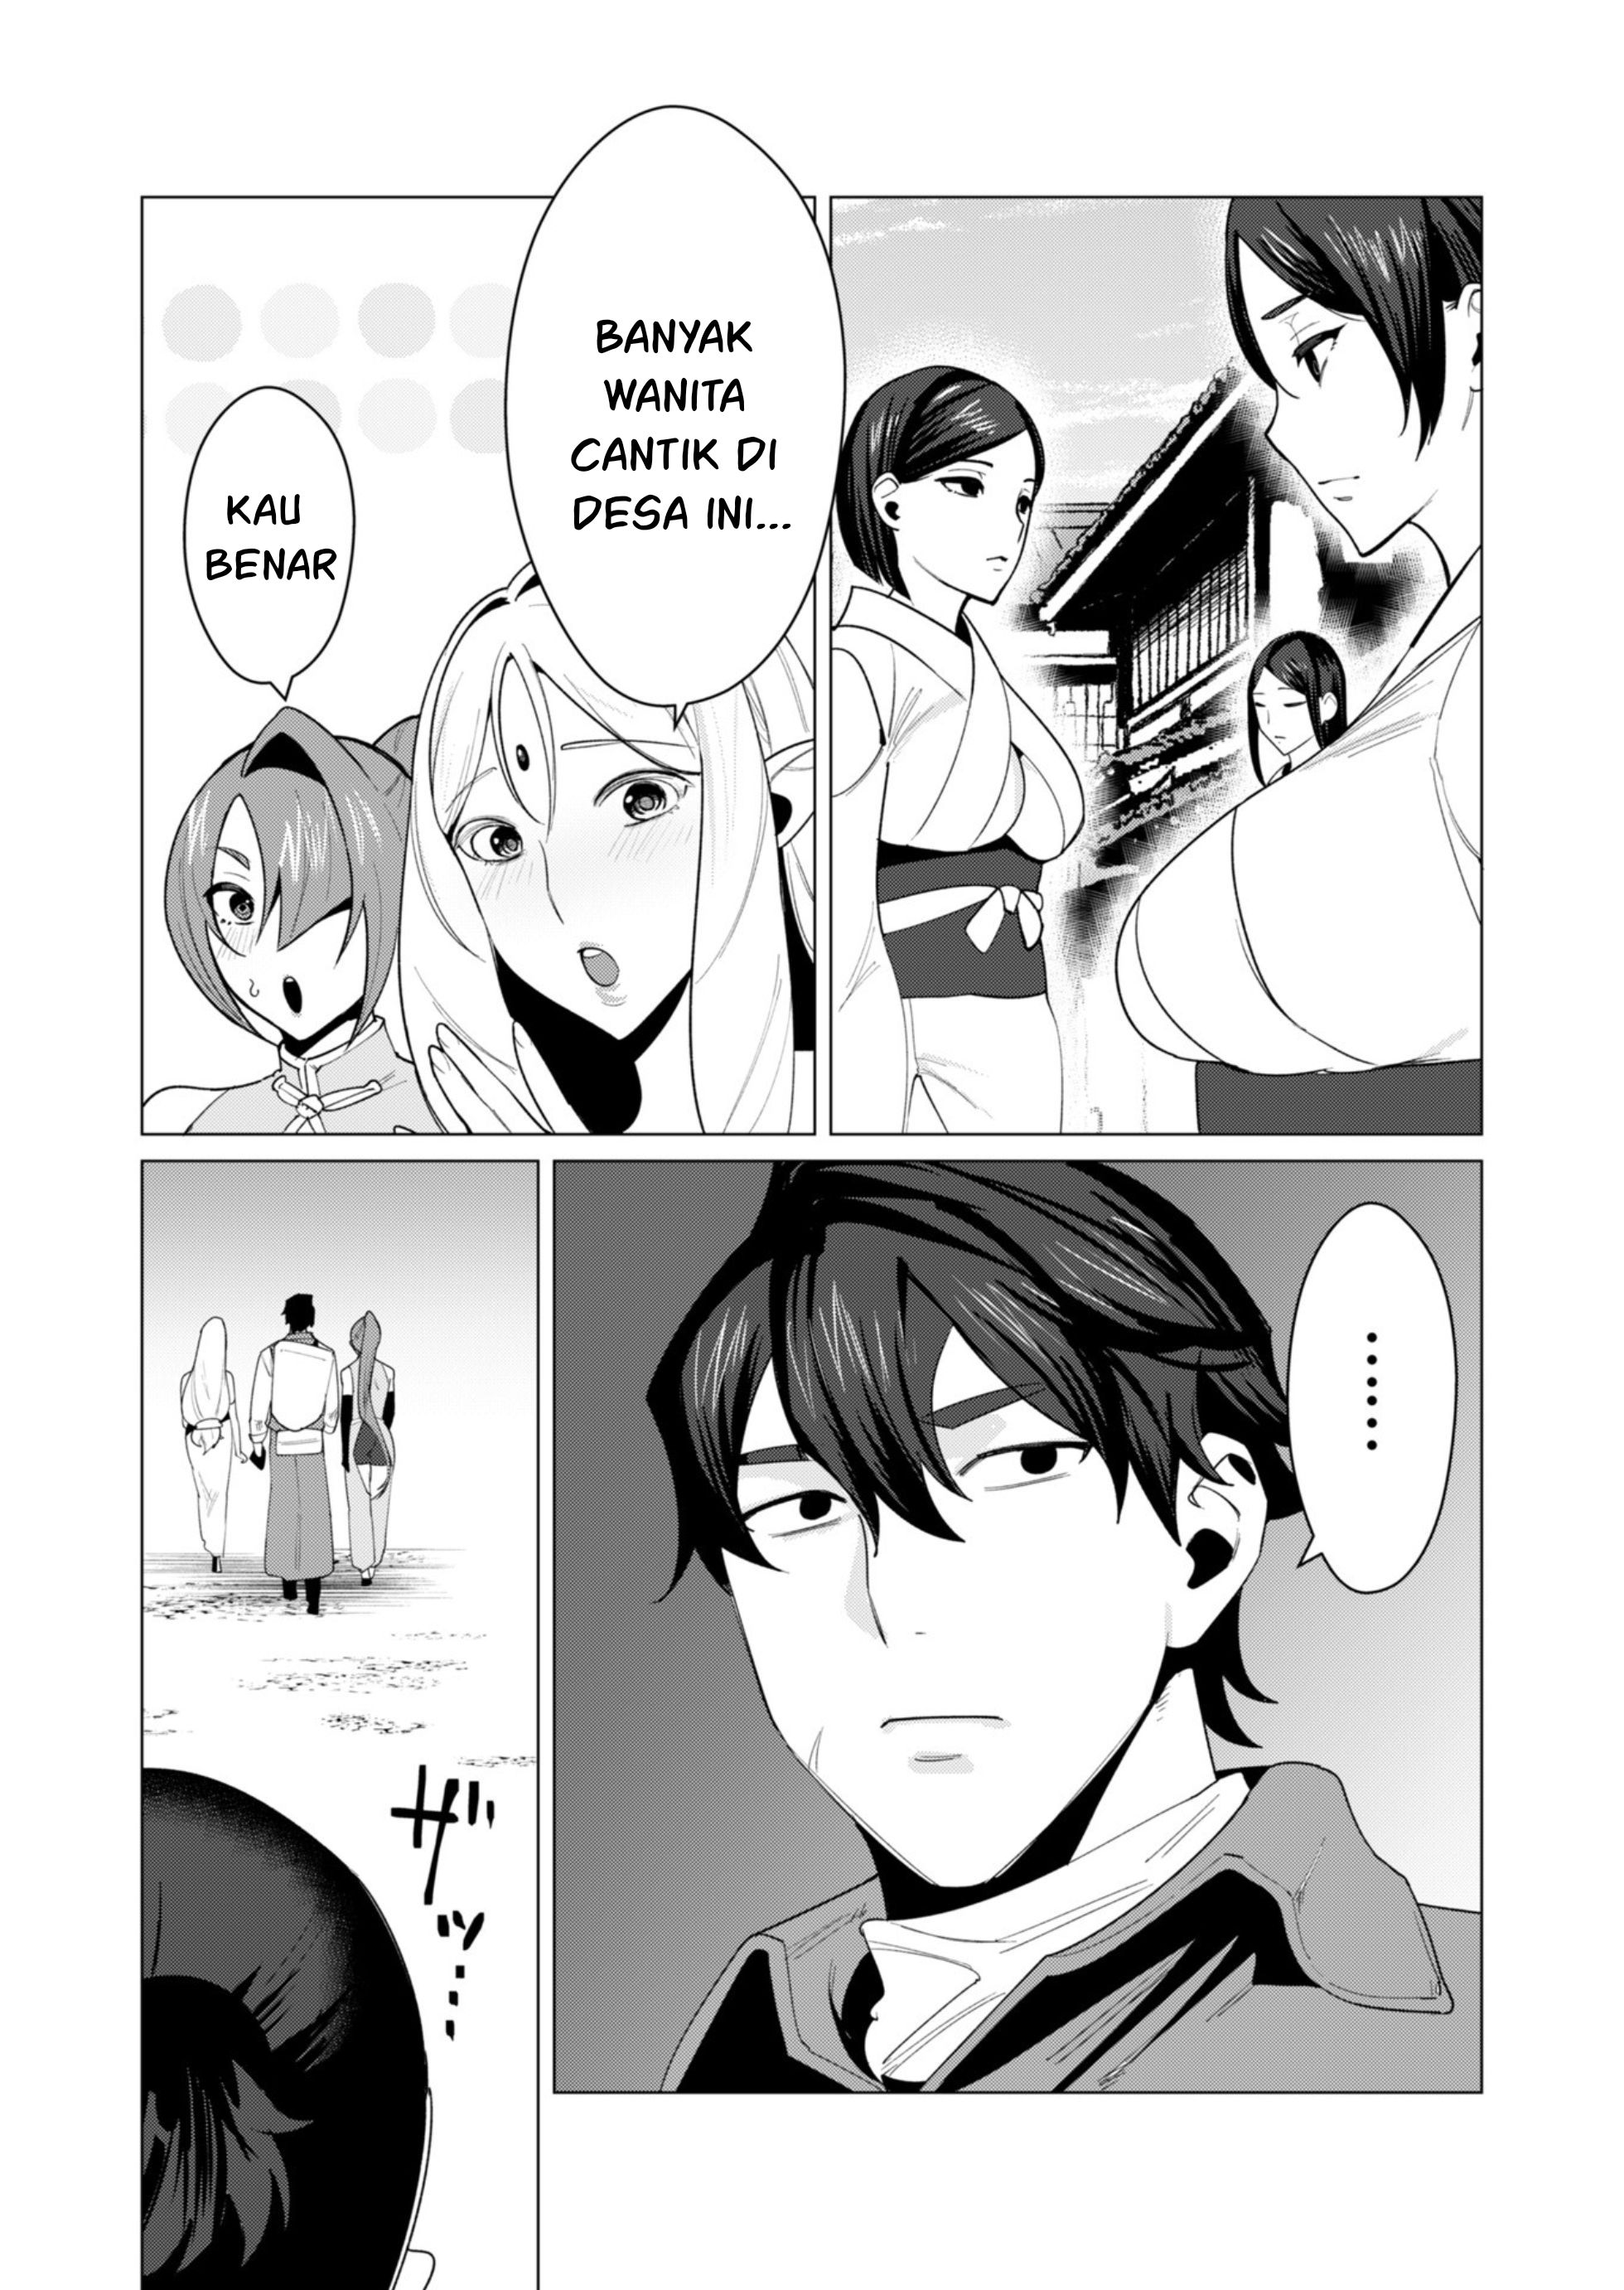 BANYAK
WANITA
CANTIK DI
DESA INI...
KAU
BENAR
.......
ザッ...